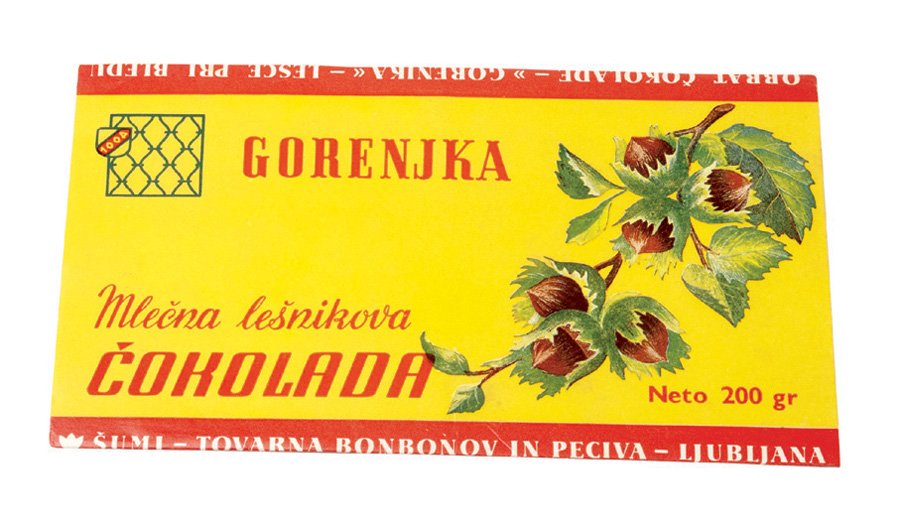 OBRAT ČOKOLADE – »GORENJKA« – LESCE PRI BLEDU
GORENJKA
Mlečna lešnikova
ČOKOLADA
Neto 200 gr
ŠUMI – TOVARNA BONBONOV IN PECIVA – LJUBLJANA